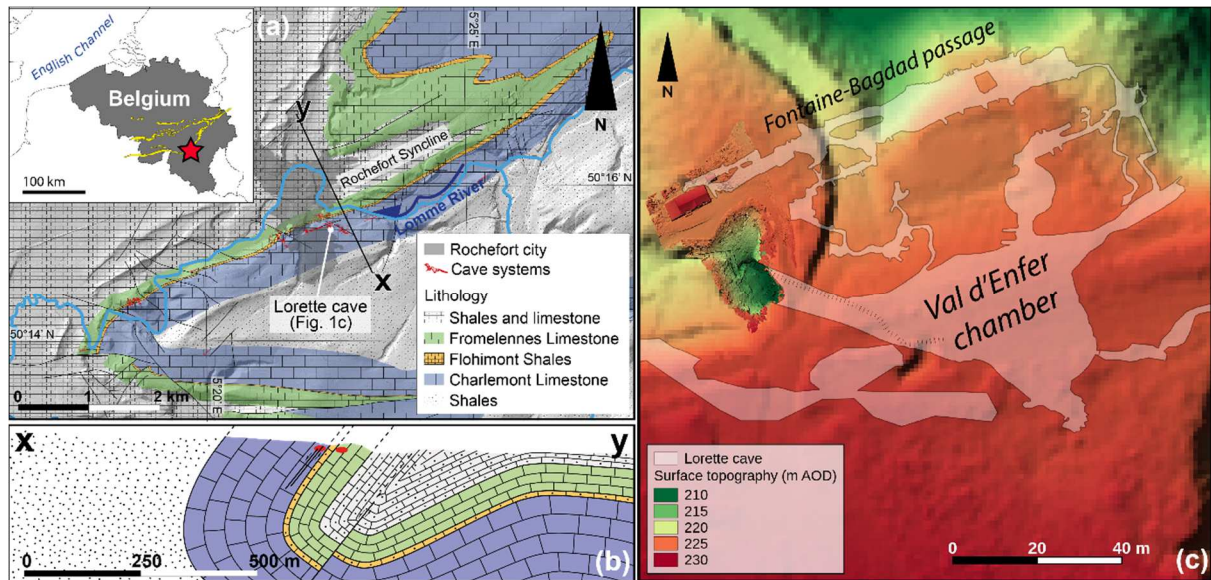 (a)
English Channel
Belgium
100 km
5°25' E
N
y
Rochefort Syncline
50°16' N
Lomme River
x
Lorette cave
(Fig. 1c)
50°14' N
5°20' E
0 1 2 km
Rochefort city
Cave systems
Lithology
Shales and limestone
Fromelennes Limestone
Flohimont Shales
Charlemont Limestone
Shales
x
y
0 250 500 m
(b)
N
Fontaine-Bagdad passage
Val d'Enfer
chamber
Lorette cave
Surface topography (m AOD)
210
215
220
225
230
0 20 40 m
(c)